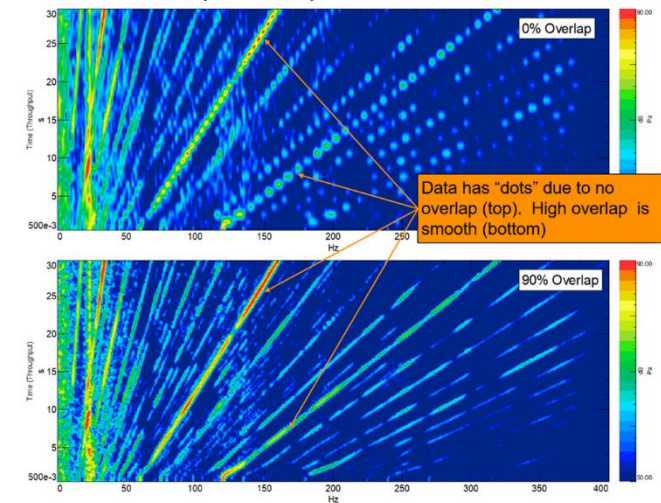 30
25
20
15
10
5
500e-3
Time (Throughput)
s
0% Overlap
90.00
dB
Pa
0
50
100
150
200
250
Hz
Data has "dots" due to no
overlap (top). High overlap is
smooth (bottom)
30
25
20
15
10
5
500e-3
Time (Throughput)
s
90% Overlap
90.00
dB
Pa
50.00
0
50
100
150
200
250
300
350
400
Hz